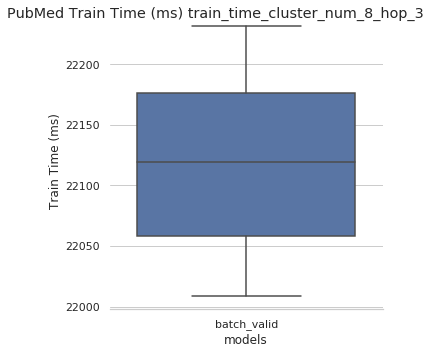 PubMed Train Time (ms) train_time_cluster_num_8_hop_3
22200
22150
22100
22050
22000
Train Time (ms)
batch_valid
models